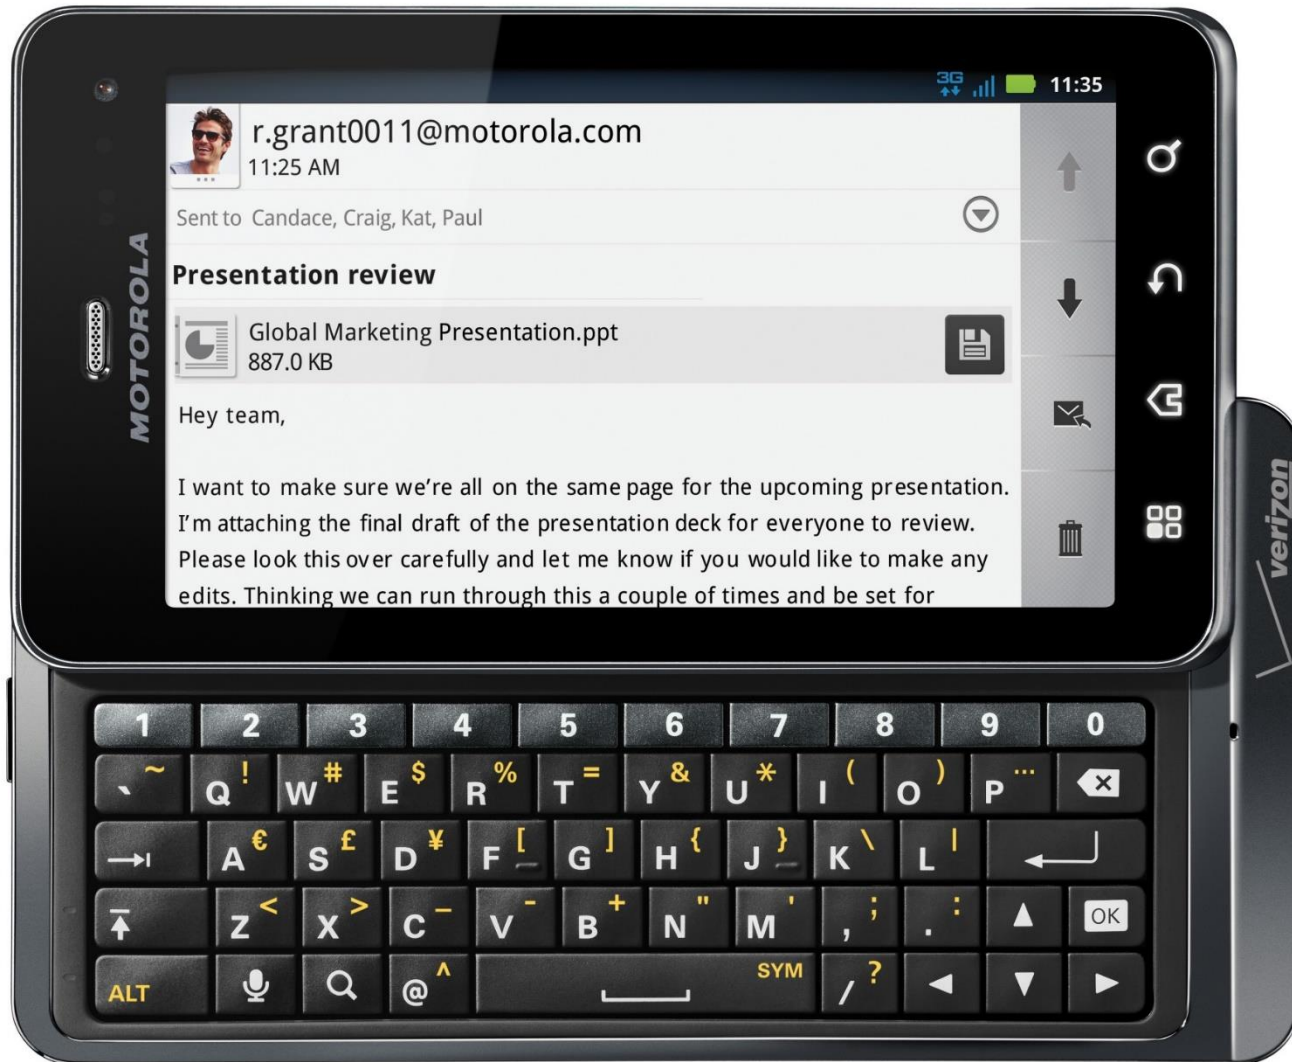 3G 11:35
r.grant0011@motorola.com
11:25 AM
Sent to Candace, Craig, Kat, Paul
Presentation review
Global Marketing Presentation.ppt
887.0 KB
Hey team,
I want to make sure we're all on the same page for the upcoming presentation.
I'm attaching the final draft of the presentation deck for everyone to review.
Please look this over carefully and let me know if you would like to make any
edits. Thinking we can run through this a couple of times and be set for
MOTOROLA
verizon
1 2 3 4 5 6 7 8 9 0
` ~ Q ! W # E $ R % T = Y & U * I ( O ) P ...
A € S £ D ¥ F [ G ] H { J } K \ L |
Z < X > C _ V - B + N " M ' , ; . : OK
ALT @ ^ SYM / ?